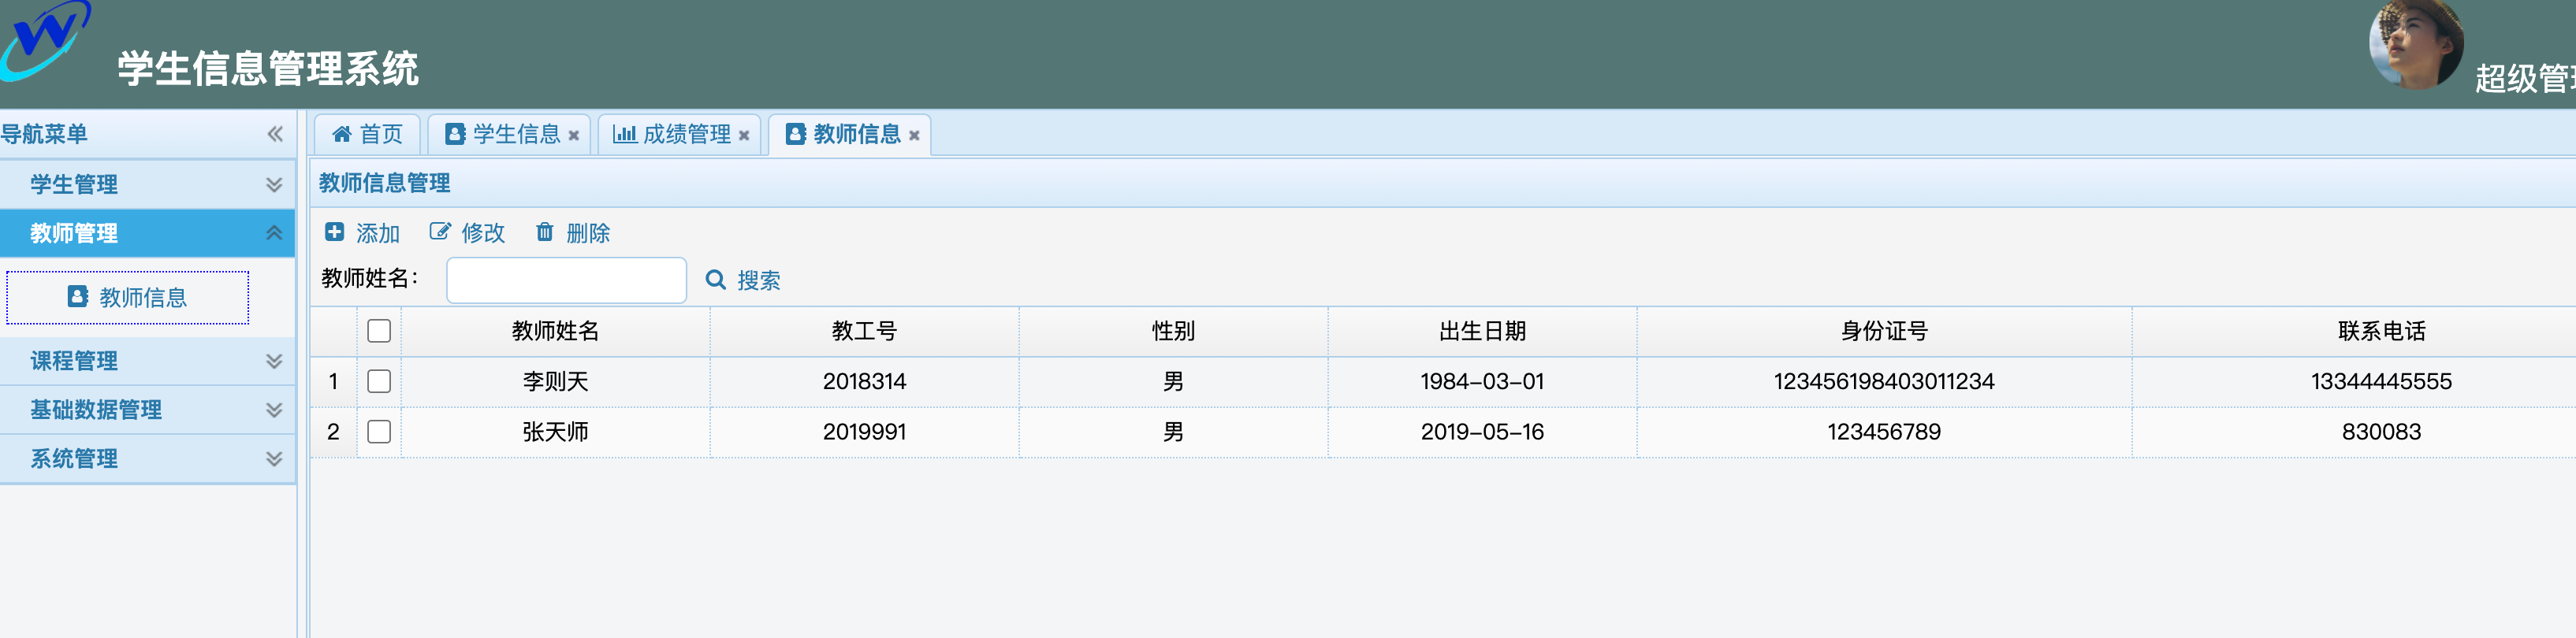 W
学生信息管理系统
超级管
导航菜单
首页 学生信息 成绩管理 教师信息
学生管理
教师信息管理
教师管理
添加 修改 删除
教师姓名: 搜索
教师信息
教师姓名 教工号 性别 出生日期 身份证号 联系电话
课程管理
1 李则天 2018314 男 1984-03-01 123456198403011234 13344445555
基础数据管理
2 张天师 2019991 男 2019-05-16 123456789 830083
系统管理